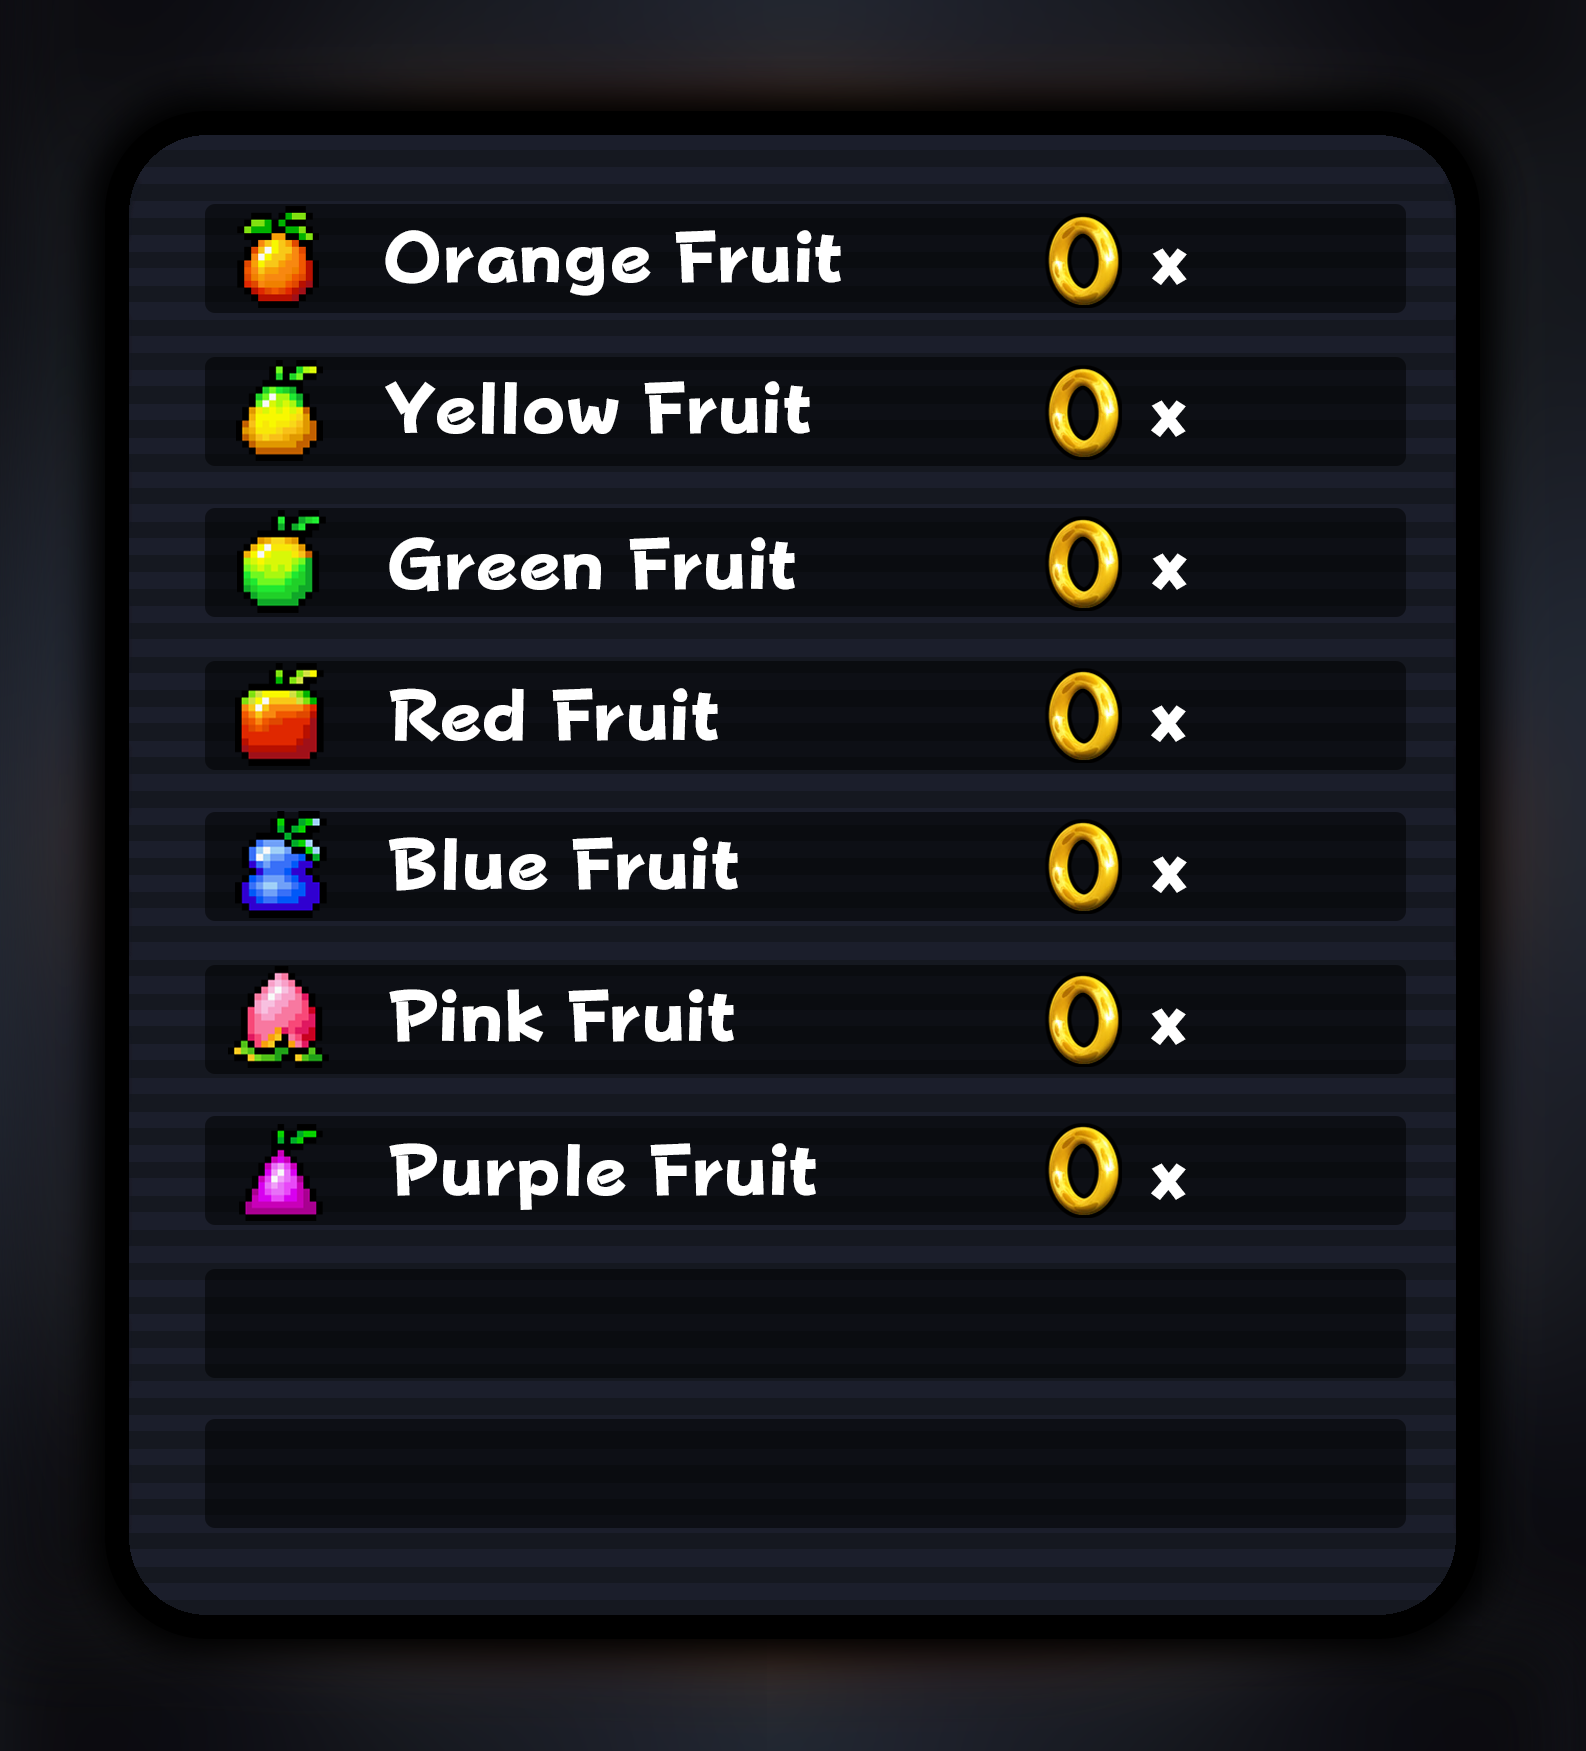 Orange Fruit x
Yellow Fruit x
Green Fruit x
Red Fruit x
Blue Fruit x
Pink Fruit x
Purple Fruit x